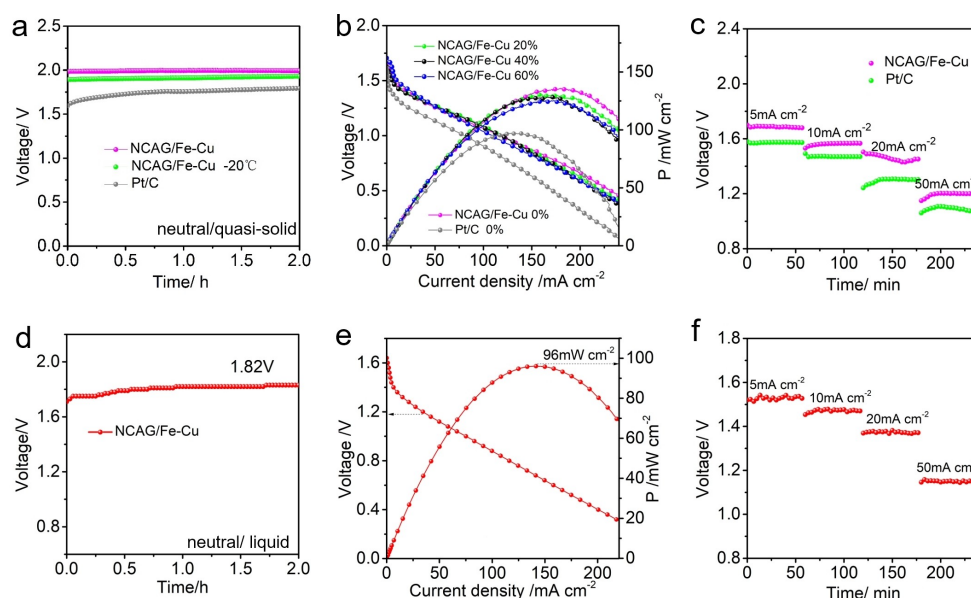 a
2.5
2.0
1.5
1.0
0.5
0.0
Voltage/ V
NCAG/Fe-Cu
NCAG/Fe-Cu -20℃
Pt/C
neutral/quasi-solid
0.0 0.5 1.0 1.5 2.0
Time/ h
b
2.0
1.5
1.0
0.5
0.0
Voltage /V
NCAG/Fe-Cu 20%
NCAG/Fe-Cu 40%
NCAG/Fe-Cu 60%
NCAG/Fe-Cu 0%
Pt/C 0%
150
100
50
0
P /mW cm-2
0 50 100 150 200
Current density /mA cm-2
c
2.0
1.6
1.2
0.8
Voltage/ V
NCAG/Fe-Cu
Pt/C
5mA cm-2
10mA cm-2
20mA cm-2
50mA cm-2
0 50 100 150 200
Time/ min
d
1.8
1.2
0.6
Voltage/V
1.82V
NCAG/Fe-Cu
neutral/ liquid
0.0 0.5 1.0 1.5 2.0
Time/h
e
1.6
1.2
0.8
0.4
0.0
Voltage /V
96mW cm-2
100
80
60
40
20
0
P /mW cm-2
0 50 100 150 200
Current density /mA cm-2
f
1.8
1.6
1.4
1.2
1.0
0.8
Voltage/ V
5mA cm-2
10mA cm-2
20mA cm-2
50mA cm-2
0 50 100 150 200
Time/ min